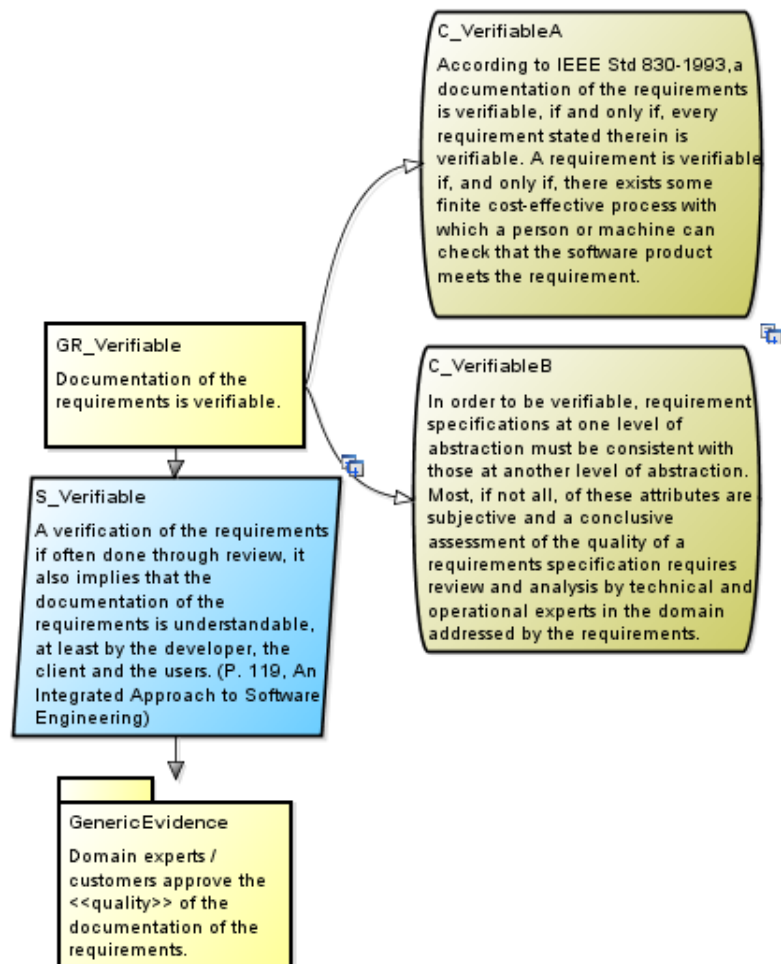 C_VerifiableA
According to IEEE Std 830-1993,a
documentation of the requirements
is verifiable, if and only if, every
requirement stated therein is
verifiable. A requirement is verifiable
if, and only if, there exists some
finite cost-effective process with
which a person or machine can
check that the software product
meets the requirement.
GR_Verifiable
Documentation of the
requirements is verifiable.
C_VerifiableB
In order to be verifiable, requirement
specifications at one level of
abstraction must be consistent with
those at another level of abstraction.
Most, if not all, of these attributes are
subjective and a conclusive
assessment of the quality of a
requirements specification requires
review and analysis by technical and
operational experts in the domain
addressed by the requirements.
S_Verifiable
A verification of the requirements
if often done through review, it
also implies that the
documentation of the
requirements is understandable,
at least by the developer, the
client and the users. (P. 119, An
Integrated Approach to Software
Engineering)
GenericEvidence
Domain experts /
customers approve the
<<quality>> of the
documentation of the
requirements.